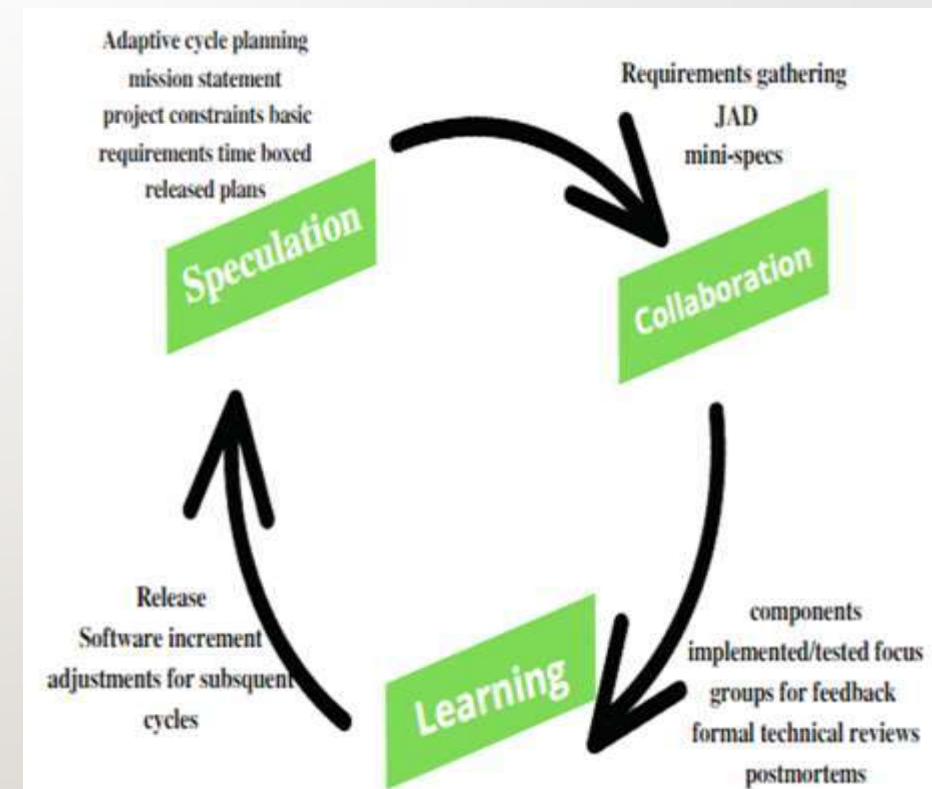 Adaptive cycle planning
mission statement
project constraints basic
requirements time boxed
released plans
Speculation
Requirements gathering
JAD
mini-specs
Collaboration
components
implemented/tested focus
groups for feedback
formal technical reviews
postmortems
Learning
Release
Software increment
adjustments for subsquent
cycles